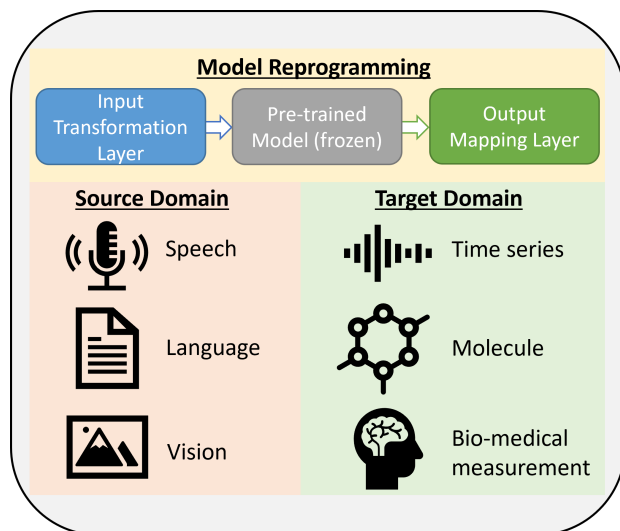 Model Reprogramming
Input
Transformation
Layer
Pre-trained
Model (frozen)
Output
Mapping Layer
Source Domain
Speech
Language
Vision
Target Domain
Time series
Molecule
Bio-medical
measurement